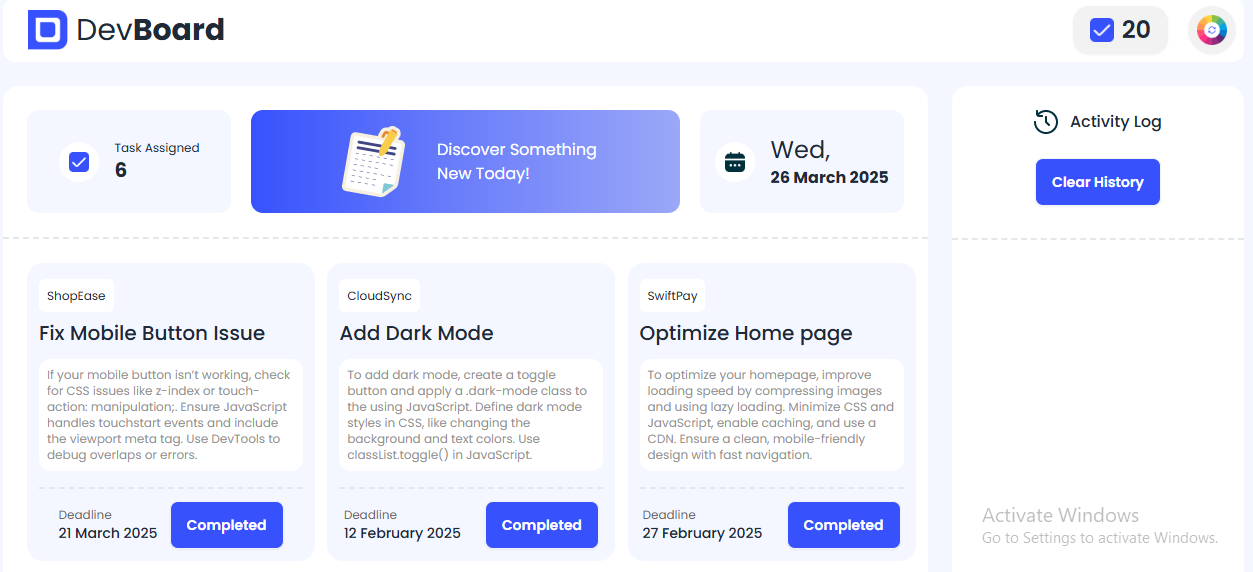 DevBoard
20
Task Assigned
6
Discover Something
New Today!
Wed,
26 March 2025
Activity Log
Clear History
ShopEase
Fix Mobile Button Issue
If your mobile button isn’t working, check
for CSS issues like z-index or touch-
action: manipulation;. Ensure JavaScript
handles touchstart events and include
the viewport meta tag. Use DevTools to
debug overlaps or errors.
Deadline
21 March 2025
Completed
CloudSync
Add Dark Mode
To add dark mode, create a toggle
button and apply a .dark-mode class to
the using JavaScript. Define dark mode
styles in CSS, like changing the
background and text colors. Use
classList.toggle() in JavaScript.
Deadline
12 February 2025
Completed
SwiftPay
Optimize Home page
To optimize your homepage, improve
loading speed by compressing images
and using lazy loading. Minimize CSS and
JavaScript, enable caching, and use a
CDN. Ensure a clean, mobile-friendly
design with fast navigation.
Deadline
27 February 2025
Completed
Activate Windows
Go to Settings to activate Windows.